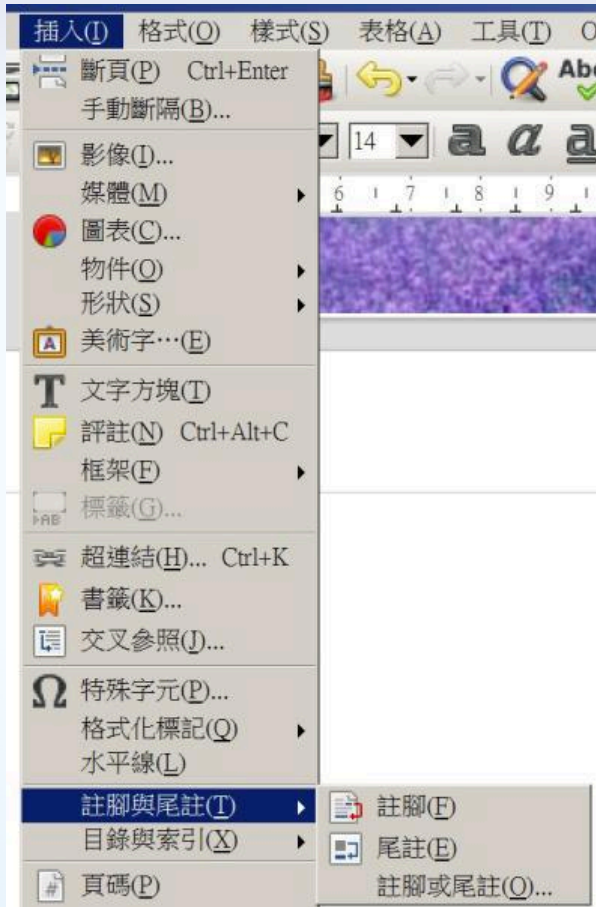 插入(I) 格式(O) 樣式(S) 表格(A) 工具(T)
斷頁(P) Ctrl+Enter
手動斷隔(B)...
14
影像(I)...
媒體(M)
6 7 8 9
圖表(C)...
物件(O)
形狀(S)
美術字…(E)
文字方塊(T)
評註(N) Ctrl+Alt+C
框架(F)
標籤(G)...
超連結(H)... Ctrl+K
書籤(K)...
交叉參照(J)...
特殊字元(P)...
格式化標記(Q)
水平線(L)
註腳與尾註(T)
註腳(F)
目錄與索引(X)
尾註(E)
註腳或尾註(O)...
頁碼(P)